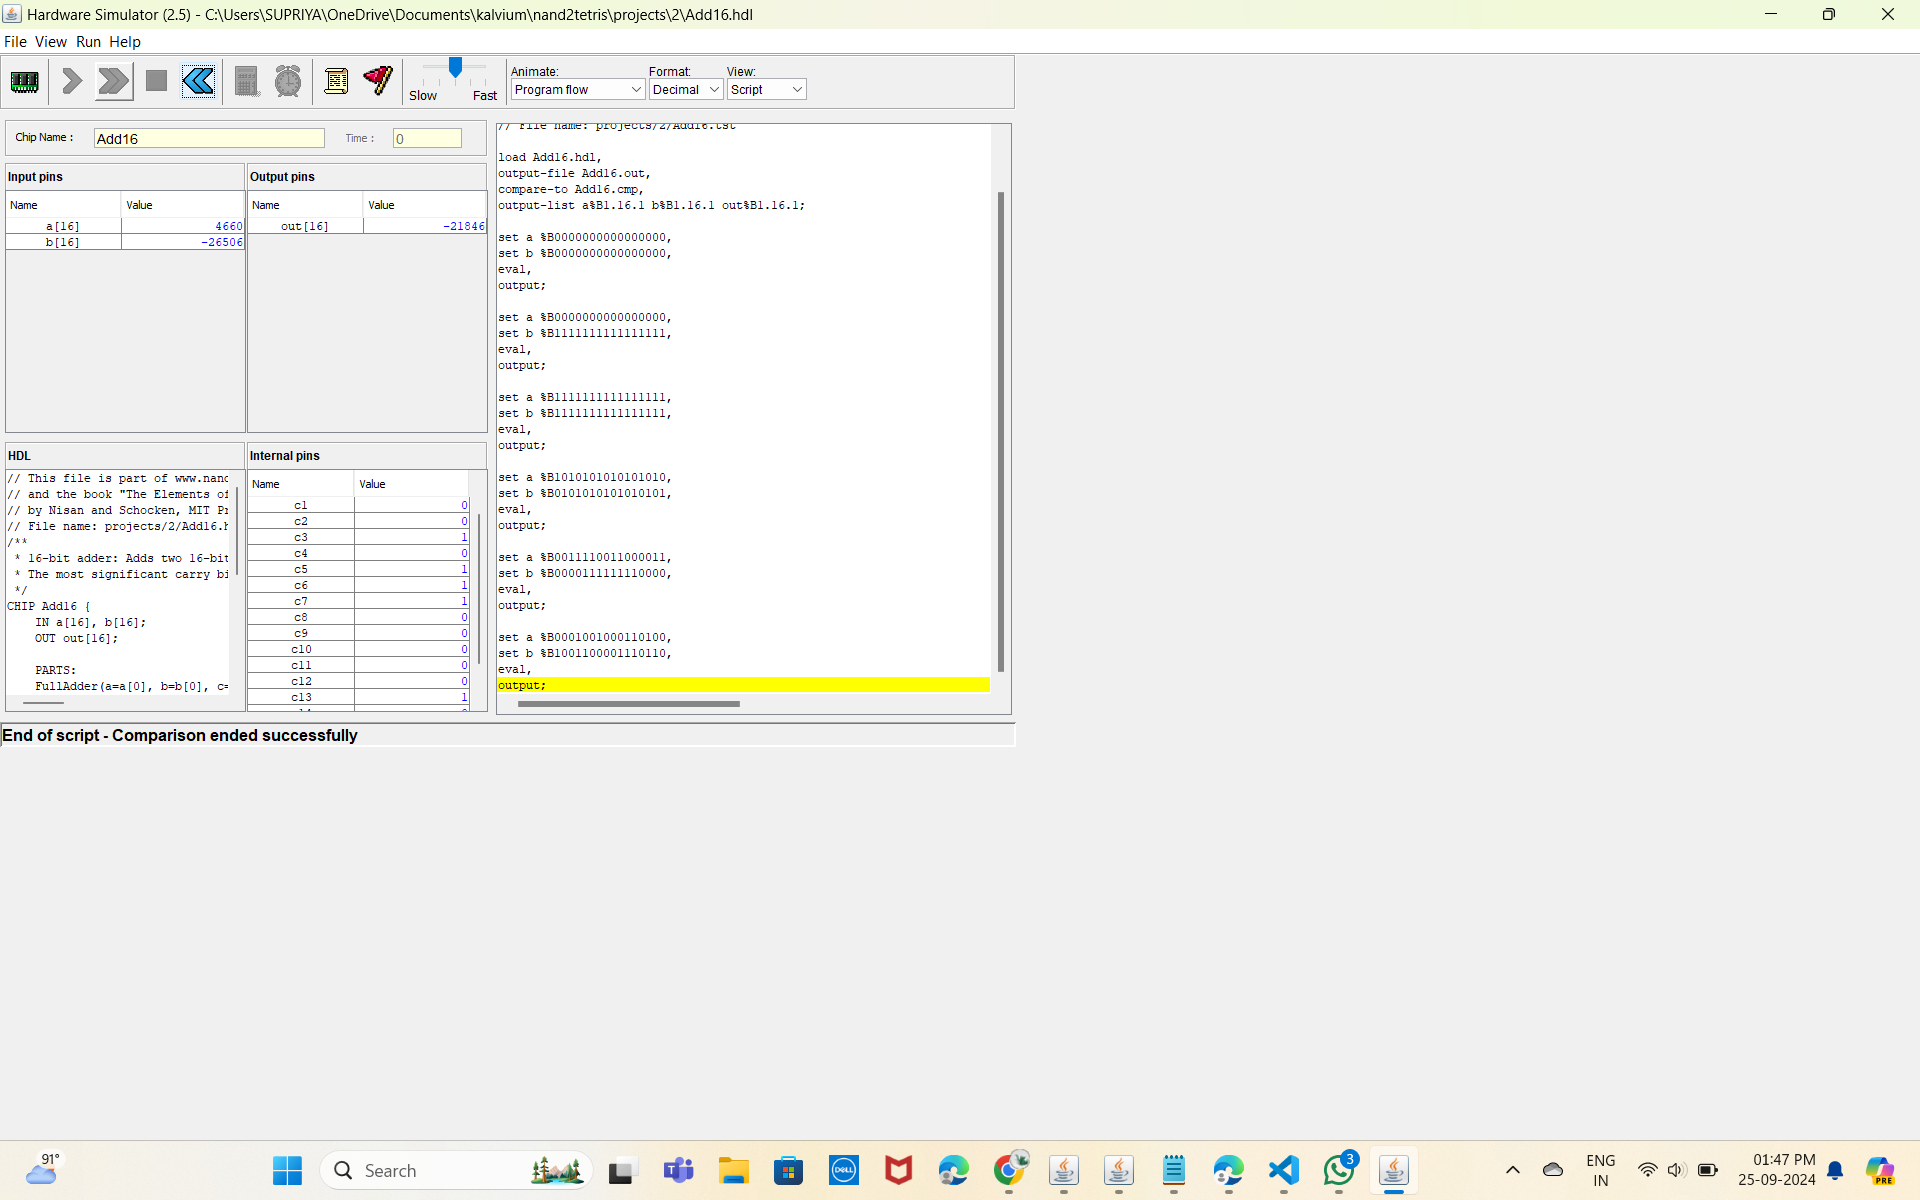 Hardware Simulator (2.5) - C:\Users\SUPRIYA\OneDrive\Documents\kalvium\nand2tetris\projects\2\Add16.hdl
File View Run Help
Slow Fast
Animate: Format: View:
Program flow Decimal Script
Chip Name : Add16 Time : 0
Input pins
Name Value
a[16] 4660
b[16] -26506
Output pins
Name Value
out[16] -21846
HDL
// This file is part of www.nand
// and the book "The Elements of
// by Nisan and Schocken, MIT Pr
// File name: projects/2/Add16.h
/**
* 16-bit adder: Adds two 16-bit
* The most significant carry bi
*/
CHIP Add16 {
IN a[16], b[16];
OUT out[16];
PARTS:
FullAdder(a=a[0], b=b[0], c=
Internal pins
Name Value
c1 0
c2 0
c3 1
c4 0
c5 1
c6 1
c7 1
c8 0
c9 0
c10 0
c11 0
c12 0
c13 1
// File name: projects/2/Add16.tst
load Add16.hdl,
output-file Add16.out,
compare-to Add16.cmp,
output-list a%B1.16.1 b%B1.16.1 out%B1.16.1;
set a %B0000000000000000,
set b %B0000000000000000,
eval,
output;
set a %B0000000000000000,
set b %B1111111111111111,
eval,
output;
set a %B1111111111111111,
set b %B1111111111111111,
eval,
output;
set a %B1010101010101010,
set b %B0101010101010101,
eval,
output;
set a %B0011110011000011,
set b %B0000111111110000,
eval,
output;
set a %B0001001000110100,
set b %B1001100001110110,
eval,
output;
End of script - Comparison ended successfully
91°
Search
DELL
3
ENG
IN
01:47 PM
25-09-2024
PRE